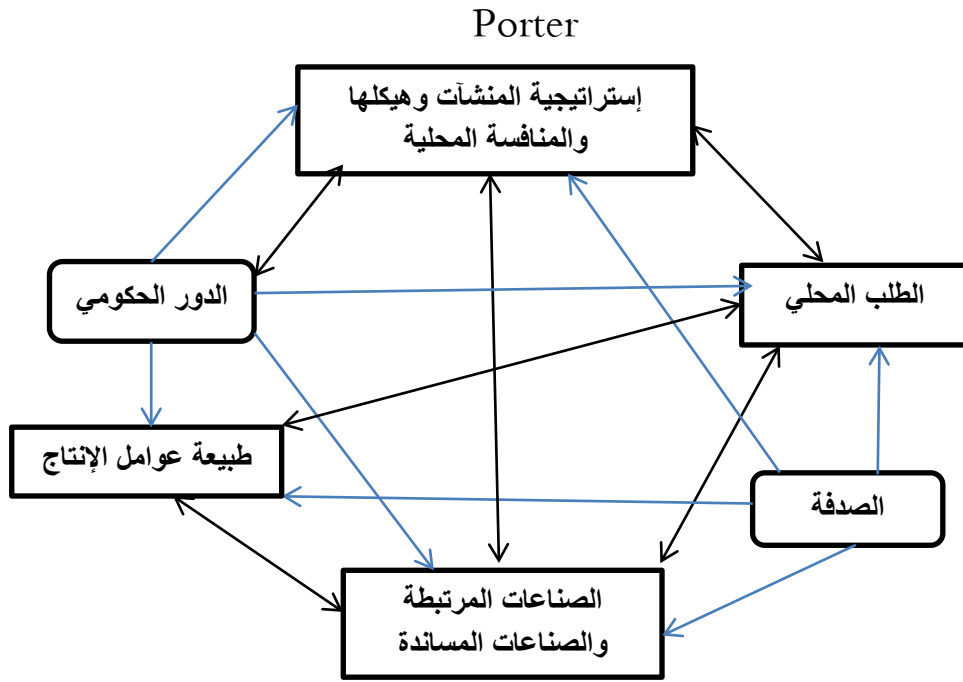 Porter
إستراتيجية المنشآت وهيكلها
والمنافسة المحلية
الدور الحكومي
الطلب المحلي
طبيعة عوامل الإنتاج
الصدفة
الصناعات المرتبطة
والصناعات المساندة